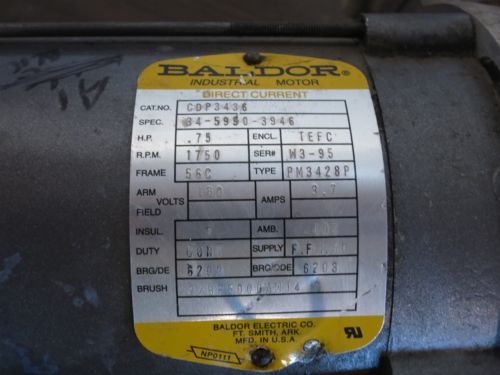 BALDOR®
INDUSTRIAL MOTOR
DIRECT CURRENT
CAT.NO. CDP3436
SPEC. 34-5950-3946
H.P. .75 ENCL. TEFC
R.P.M. 1750 SER# W3-95
FRAME 56C TYPE PM3428P
ARM VOLTS 180 AMPS 3.7
FIELD
INSUL. AMB.
DUTY SUPPLY
BRG/DE 6203 BRG/ODE 6203
BRUSH
BALDOR ELECTRIC CO.
FT. SMITH, ARK.
MFD. IN U.S.A.
NP0111